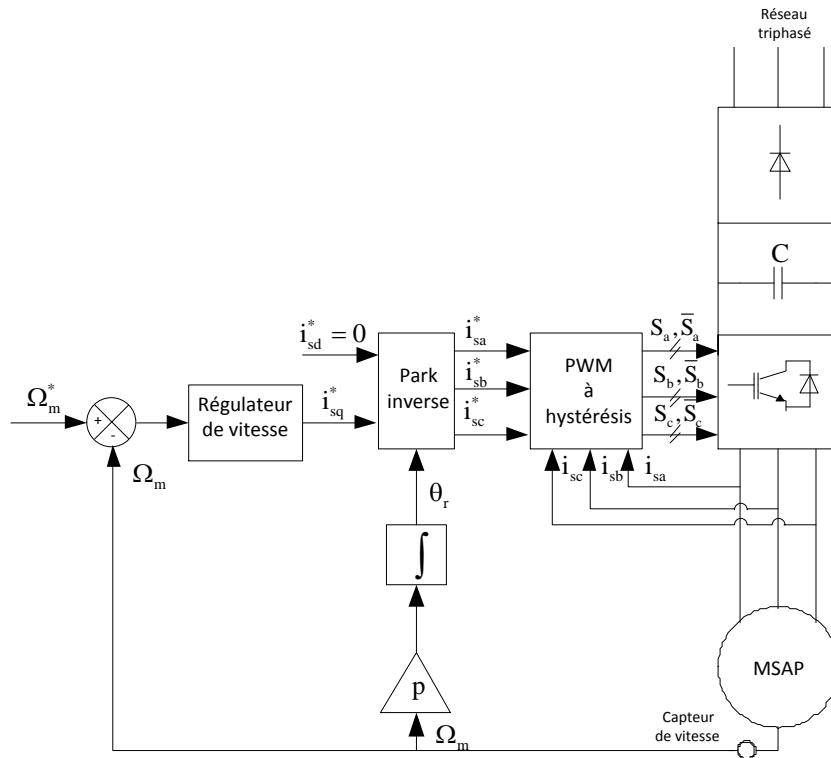 Réseau
triphasé
C
i*sd = 0
i*sa
Sa, S̄a
Ω*m
+
-
Régulateur
de vitesse
i*sq
Park
inverse
i*sb
i*sc
PWM
à
hystérésis
Sb, S̄b
Sc, S̄c
Ωm
θr
isc
isb
isa
∫
p
MSAP
Ωm
Capteur
de vitesse